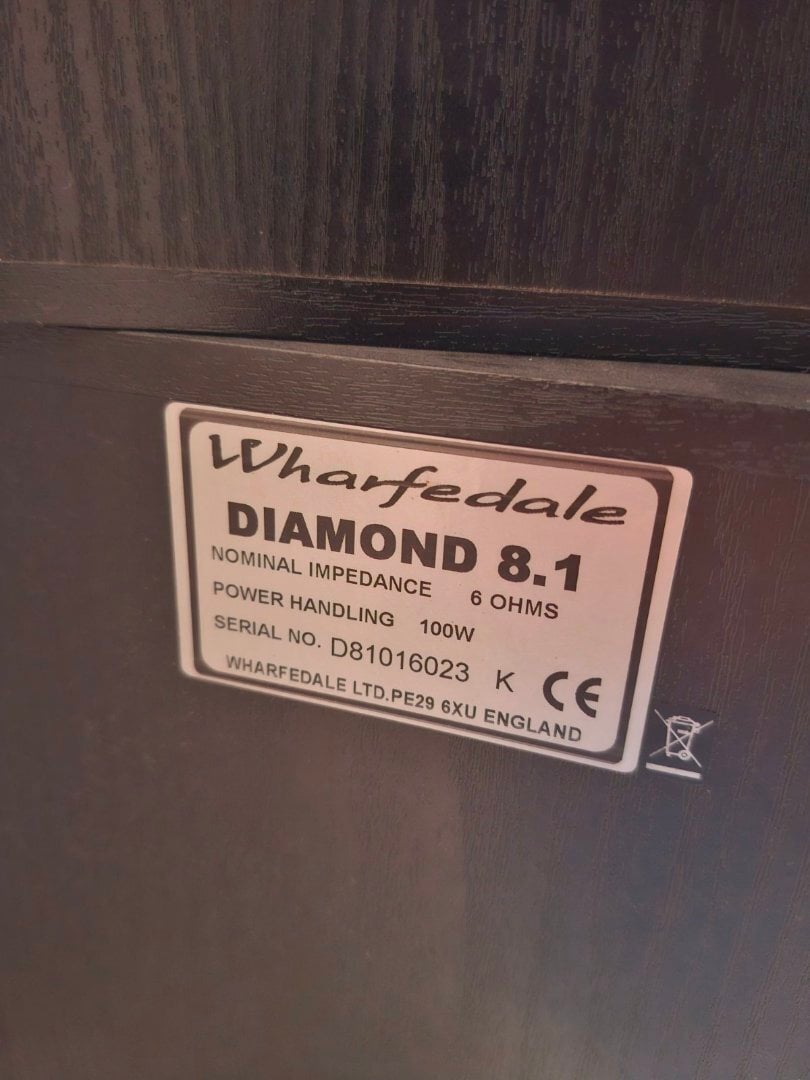 Wharfedale
DIAMOND 8.1
NOMINAL IMPEDANCE 6 OHMS
POWER HANDLING 100W
SERIAL NO. D81016023 K CE
WHARFEDALE LTD.PE29 6XU ENGLAND